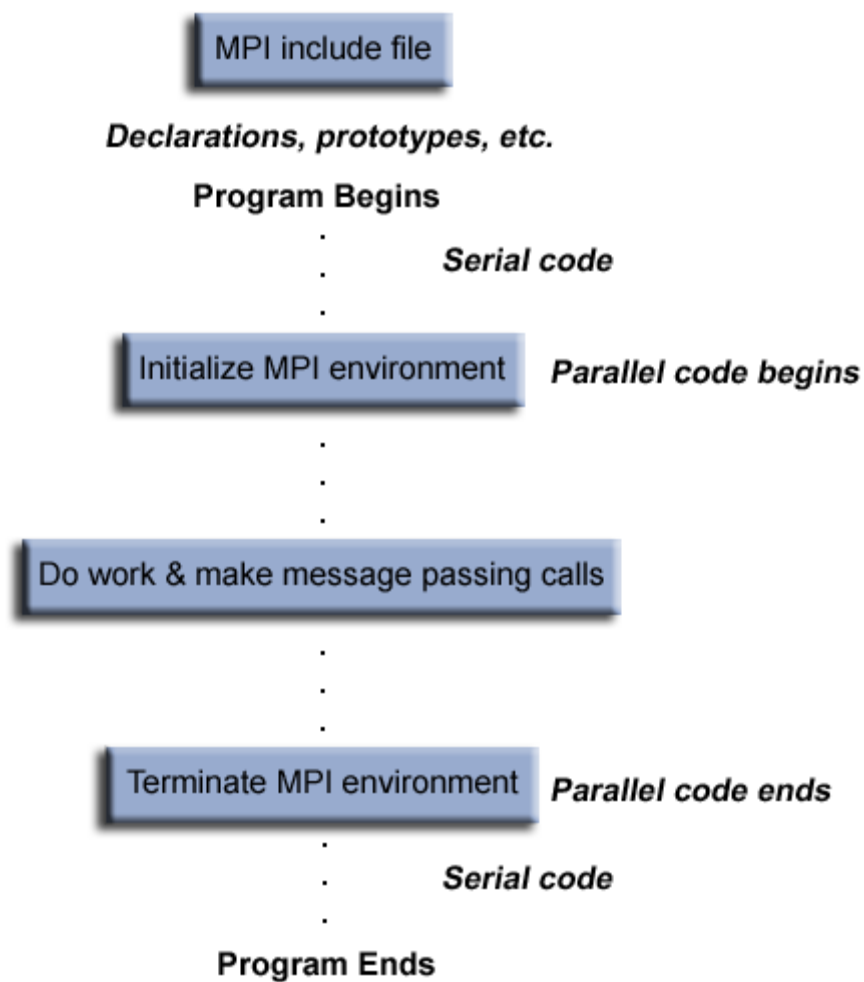 MPI include file
Declarations, prototypes, etc.
Program Begins
Serial code
Initialize MPI environment
Parallel code begins
Do work & make message passing calls
Terminate MPI environment
Parallel code ends
Serial code
Program Ends